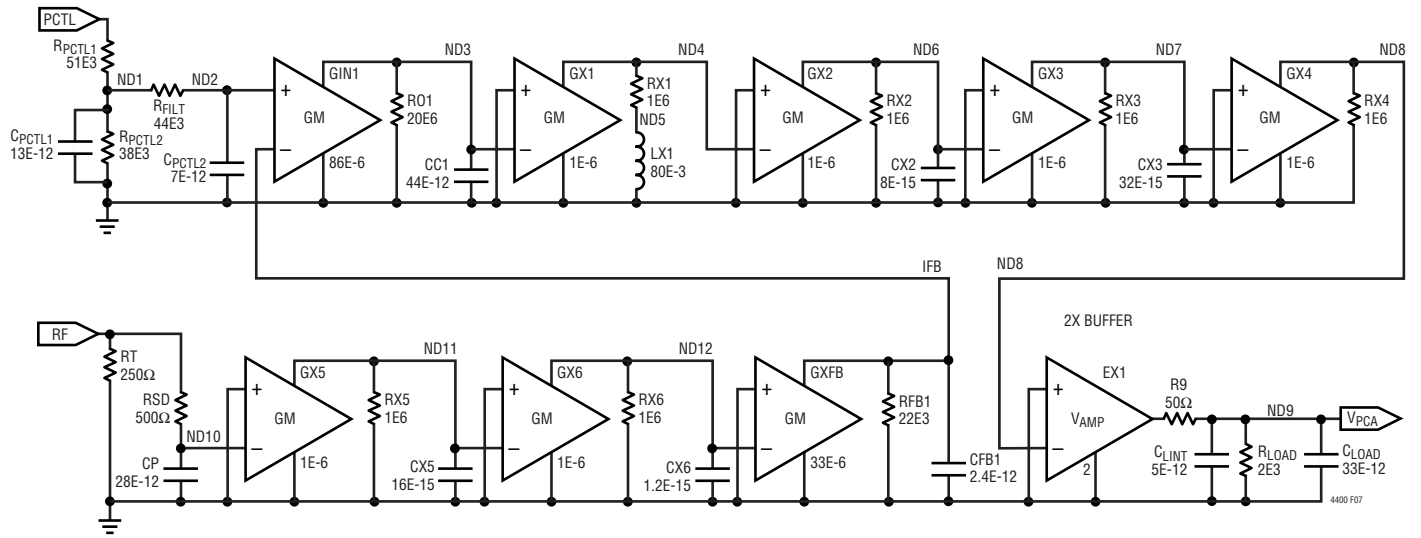 PCTL
RPCTL1
51E3
ND1
ND2
RFILT
44E3
CPCTL1
13E-12
RPCTL2
38E3
CPCTL2
7E-12
+
−
GM
GIN1
86E-6
ND3
RO1
20E6
CC1
44E-12
+
−
GM
GX1
1E-6
ND4
RX1
1E6
ND5
LX1
80E-3
+
−
GM
GX2
1E-6
ND6
RX2
1E6
CX2
8E-15
+
−
GM
GX3
1E-6
ND7
RX3
1E6
CX3
32E-15
+
−
GM
GX4
1E-6
ND8
RX4
1E6
IFB
ND8
RF
RT
250Ω
RSD
500Ω
ND10
CP
28E-12
+
−
GM
GX5
1E-6
ND11
RX5
1E6
CX5
16E-15
+
−
GM
GX6
1E-6
ND12
RX6
1E6
CX6
1.2E-15
+
−
GM
GXFB
33E-6
RFB1
22E3
CFB1
2.4E-12
2X BUFFER
+
−
VAMP
EX1
2
R9
50Ω
ND9
VPCA
CLINT
5E-12
RLOAD
2E3
CLOAD
33E-12
4400 F07